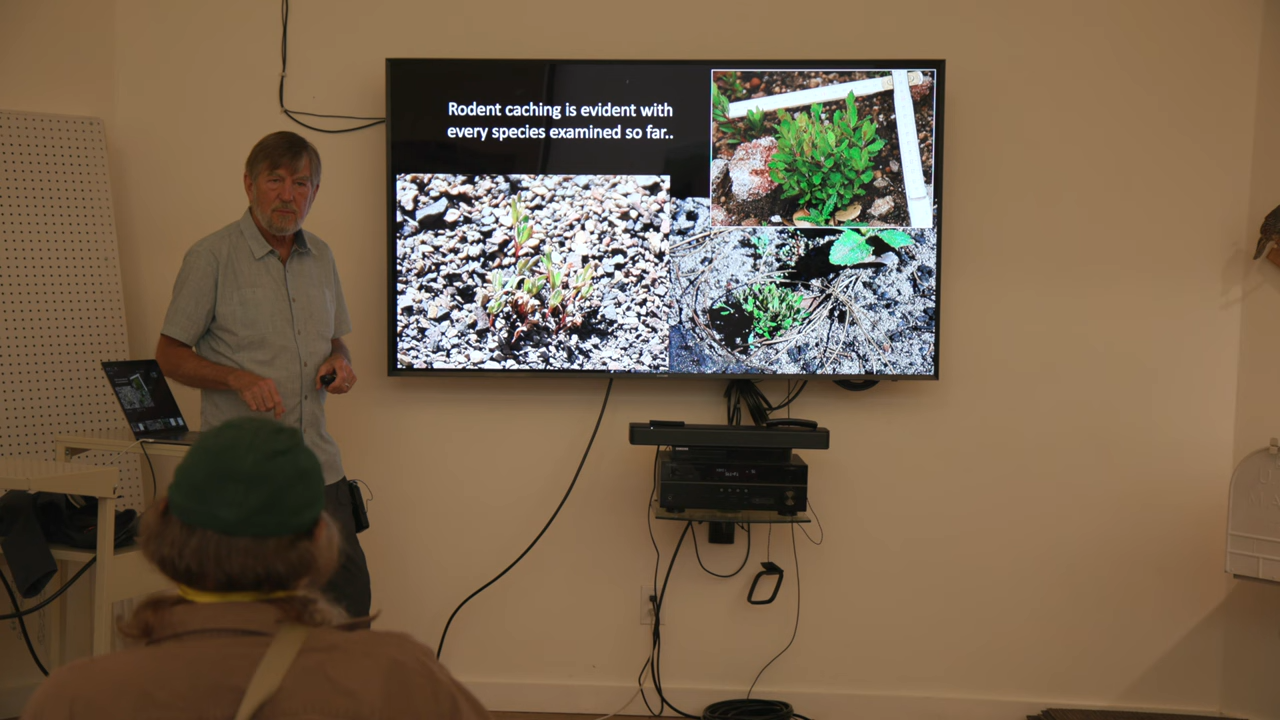 Rodent caching is evident with
every species examined so far..